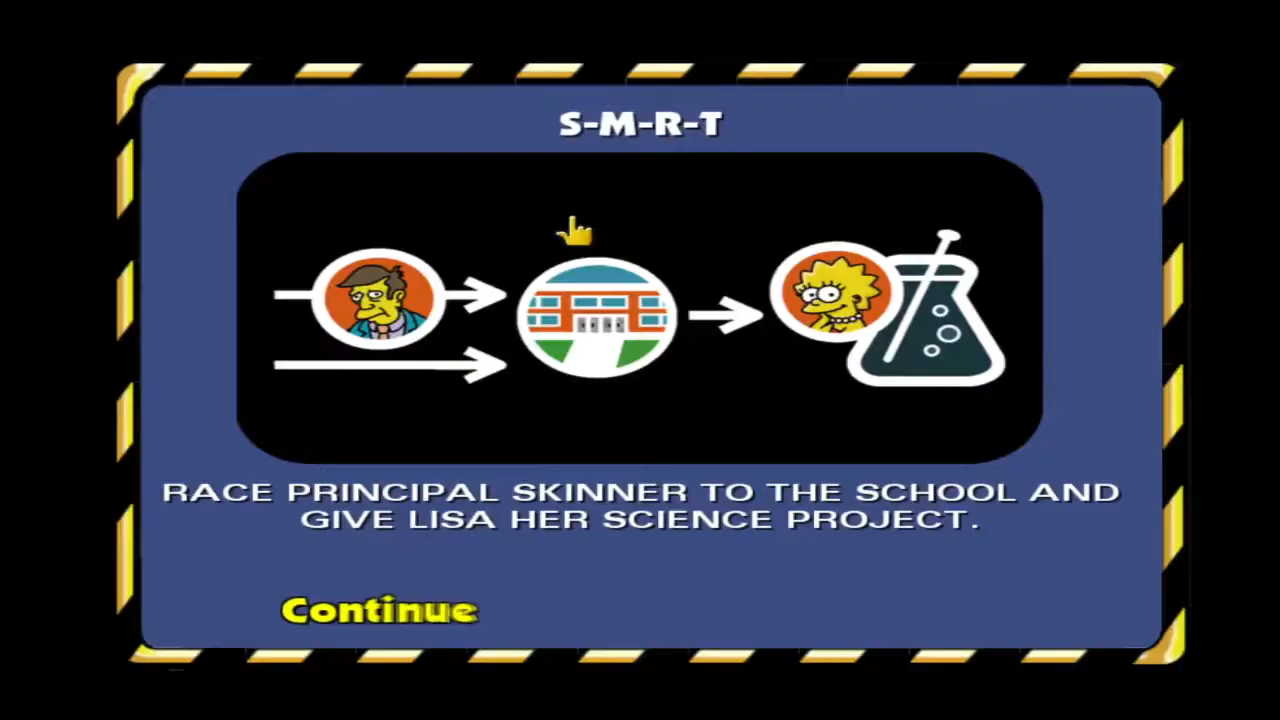 S-M-R-T
RACE PRINCIPAL SKINNER TO THE SCHOOL AND
GIVE LISA HER SCIENCE PROJECT.
Continue